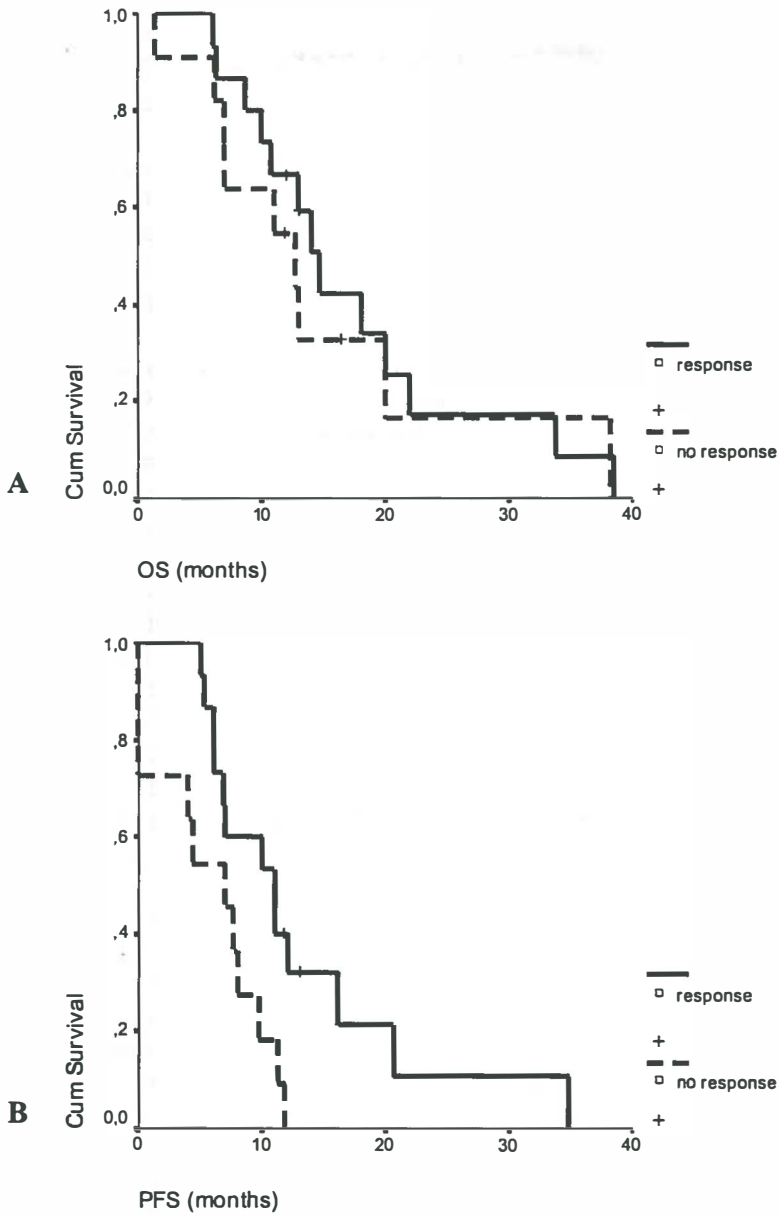 A
Cum Survival
1,0
,8
,6
,4
,2
0,0
0 10 20 30 40
OS (months)
response
+
no response
+
B
Cum Survival
1,0
,8
,6
,4
,2
0,0
0 10 20 30 40
PFS (months)
response
+
no response
+